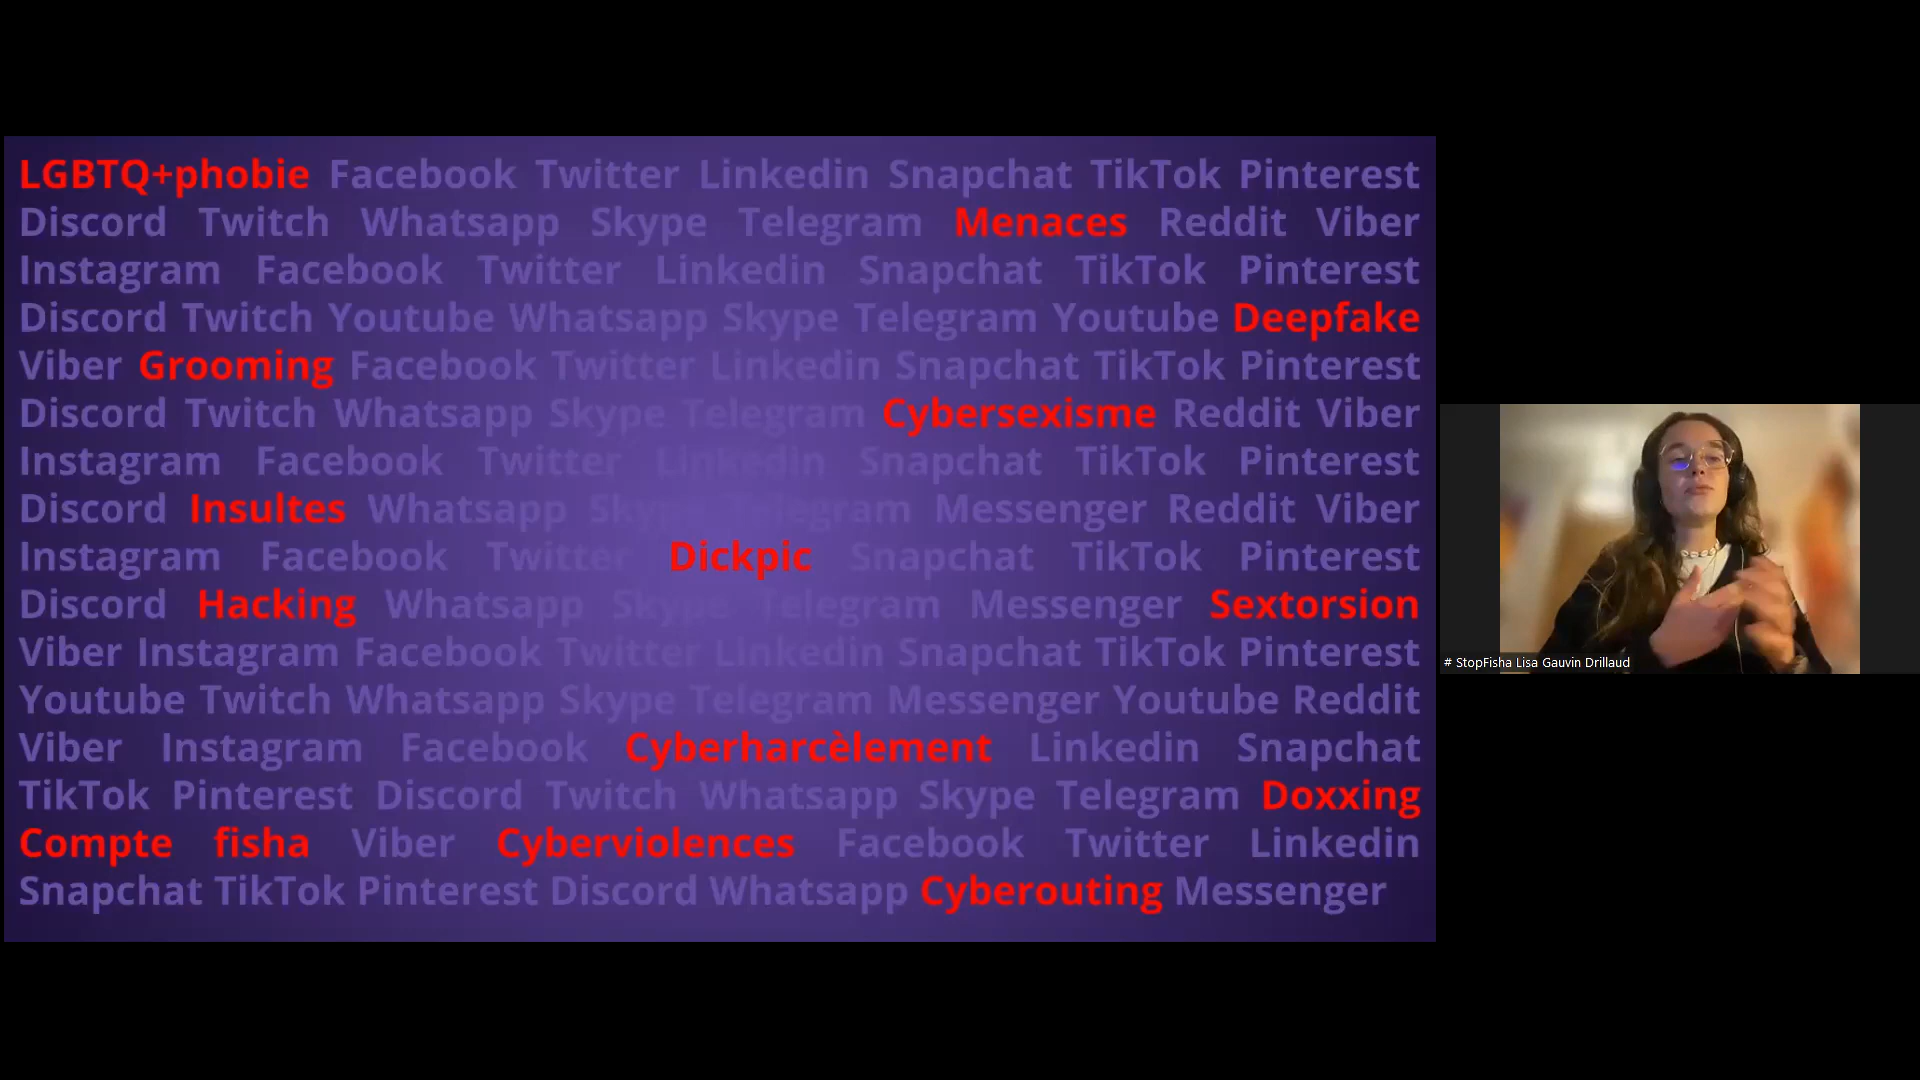 LGBTQ+phobie Facebook Twitter Linkedin Snapchat TikTok Pinterest
Discord Twitch Whatsapp Skype Telegram Menaces Reddit Viber
Instagram Facebook Twitter Linkedin Snapchat TikTok Pinterest
Discord Twitch Youtube Whatsapp Skype Telegram Youtube Deepfake
Viber Grooming Facebook Twitter Linkedin Snapchat TikTok Pinterest
Discord Twitch Whatsapp Skype Telegram Cybersexisme Reddit Viber
Instagram Facebook Twitter Linkedin Snapchat TikTok Pinterest
Discord Insultes Whatsapp Skype Telegram Messenger Reddit Viber
Instagram Facebook Twitter Dickpic Snapchat TikTok Pinterest
Discord Hacking Whatsapp Skype Telegram Messenger Sextorsion
Viber Instagram Facebook Twitter Linkedin Snapchat TikTok Pinterest
Youtube Twitch Whatsapp Skype Telegram Messenger Youtube Reddit
Viber Instagram Facebook Cyberharcèlement Linkedin Snapchat
TikTok Pinterest Discord Twitch Whatsapp Skype Telegram Doxxing
Compte fisha Viber Cyberviolences Facebook Twitter Linkedin
Snapchat TikTok Pinterest Discord Whatsapp Cyberouting Messenger
# StopFisha Lisa Gauvin Drillaud